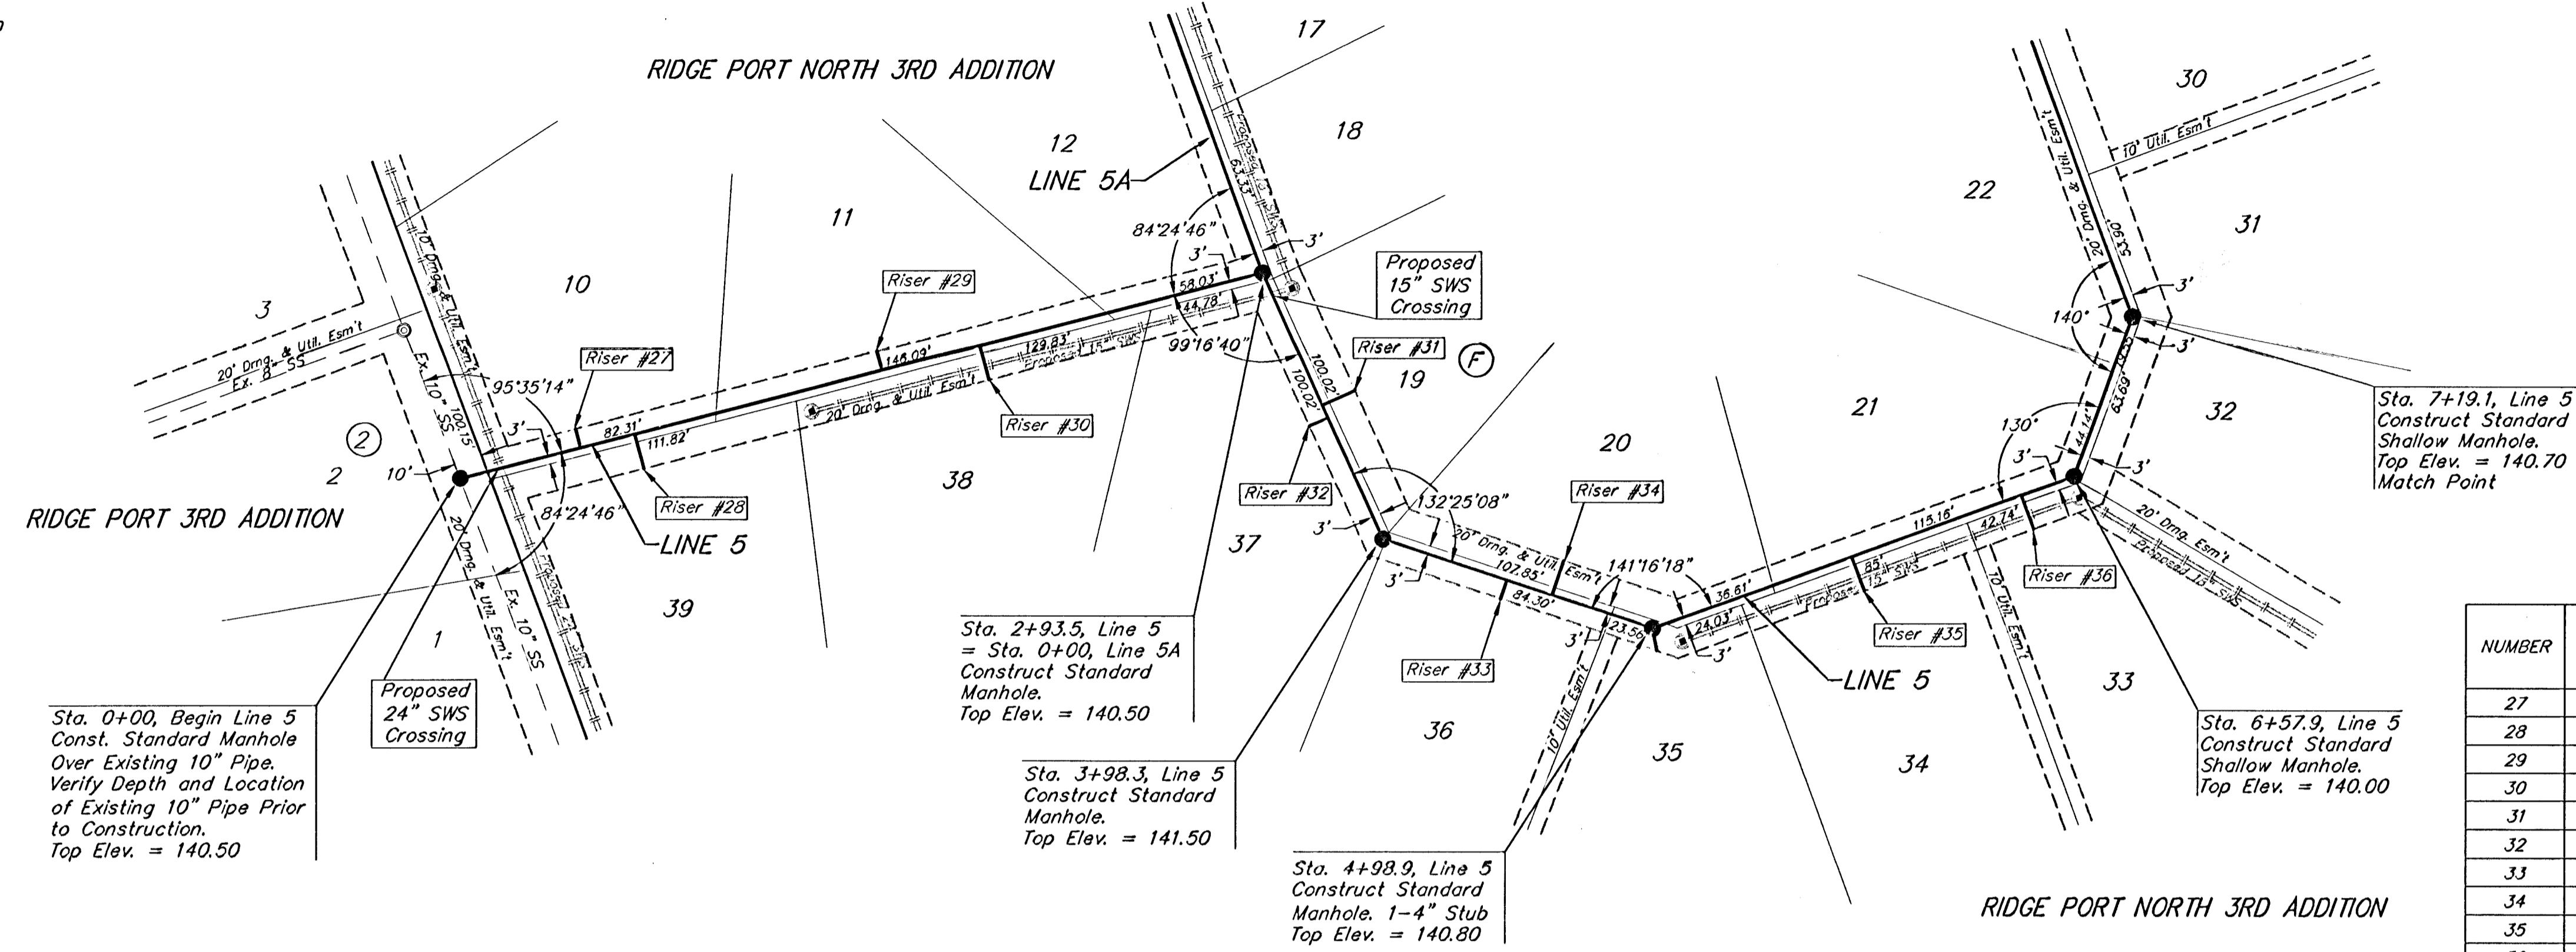 RIDGE PORT NORTH 3RD ADDITION
17
30
12
18
LINE 5A
63.33'
Proposed 15" SWS
10' Util. Esm't
20' Drng. & Util. Esm't
22
53.90'
31
11
84°24'46"
3'
3'
10' Drng. & Util. Esm't
10
Riser #29
Proposed
15" SWS
Crossing
58.03'
44.78'
3
20' Drng. & Util. Esm't
Ex. 8" SS
Ex. 10" SS
100.15'
95°35'14"
Riser #27
146.09'
129.83'
Proposed 15" SWS
99°16'40"
Riser #31
F
19
100.02'
100.02'
140°
3'
3'
19.55'
63.69'
44.14'
32
21
Sta. 7+19.1, Line 5
Construct Standard
Shallow Manhole.
Top Elev. = 140.70
Match Point
2
3'
82.31'
111.82'
20' Drng. & Util. Esm't
Riser #30
130°
3'
3'
20
2
10'
Riser #28
38
Riser #32
132°25'08"
Riser #34
RIDGE PORT 3RD ADDITION
84°24'46"
LINE 5
37
3'
3'
20' Drng. & Util. Esm't
107.85'
84.30'
141°16'18"
115.16'
42.74'
85'
Proposed 15" SWS
Riser #36
20' Drng. Esm't
Proposed 15" SWS
20' Drng. & Util. Esm't
Ex. 10" SS
Proposed 24" SWS
1
39
Riser #33
3'
23.56'
36.61'
24.03'
3'
Riser #35
LINE 5
10' Util. Esm't
33
Sta. 2+93.5, Line 5
= Sta. 0+00, Line 5A
Construct Standard
Manhole.
Top Elev. = 140.50
Proposed
24" SWS
Crossing
Sta. 0+00, Begin Line 5
Const. Standard Manhole
Over Existing 10" Pipe.
Verify Depth and Location
of Existing 10" Pipe Prior
to Construction.
Top Elev. = 140.50
36
10' Util. Esm't
35
34
Sta. 6+57.9, Line 5
Construct Standard
Shallow Manhole.
Top Elev. = 140.00
Sta. 3+98.3, Line 5
Construct Standard
Manhole.
Top Elev. = 141.50
Sta. 4+98.9, Line 5
Construct Standard
Manhole. 1-4" Stub
Top Elev. = 140.80
RIDGE PORT NORTH 3RD ADDITION
NUMBER
27
28
29
30
31
32
33
34
35